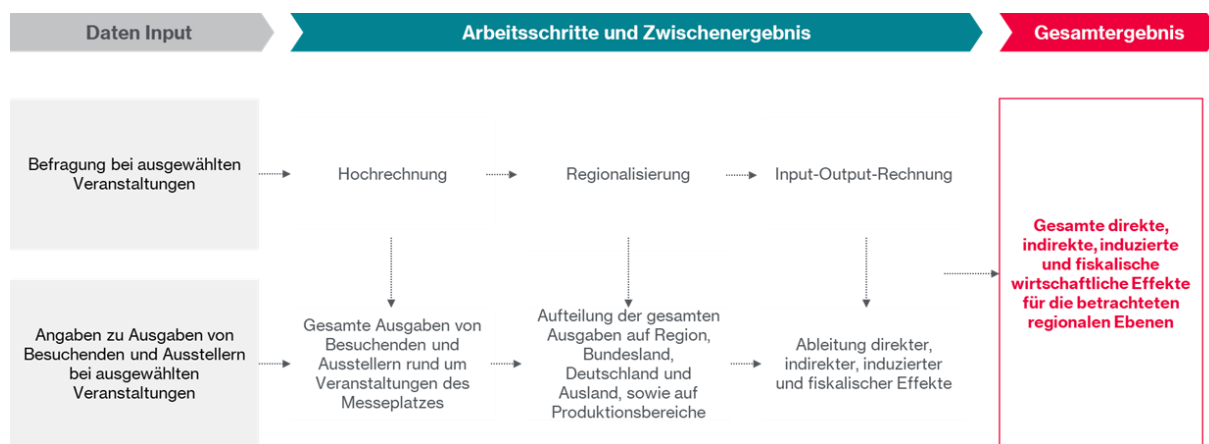 Daten Input
Arbeitsschritte und Zwischenergebnis
Gesamtergebnis
Befragung bei ausgewählten
Veranstaltungen
Hochrechnung
Regionalisierung
Input-Output-Rechnung
Angaben zu Ausgaben von
Besuchenden und Ausstellern
bei ausgewählten
Veranstaltungen
Gesamte Ausgaben von
Besuchenden und
Ausstellern rund um
Veranstaltungen des
Messeplatzes
Aufteilung der gesamten
Ausgaben auf Region,
Bundesland,
Deutschland und
Ausland, sowie auf
Produktionsbereiche
Ableitung direkter,
indirekter, induzierter
und fiskalischer Effekte
Gesamte direkte,
indirekte, induzierte
und fiskalische
wirtschaftliche Effekte
für die betrachteten
regionalen Ebenen